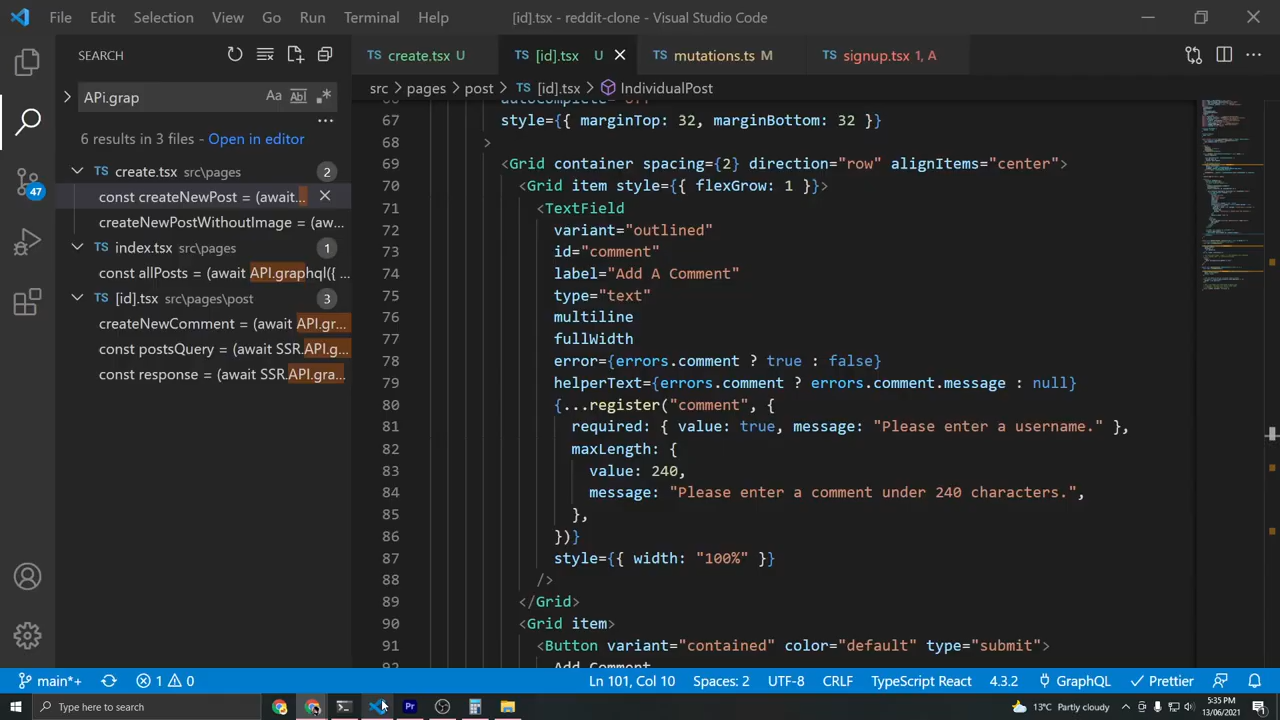 File Edit Selection View Go Run Terminal Help [id].tsx - reddit-clone - Visual Studio Code
SEARCH
TS create.tsx U TS [id].tsx U TS mutations.ts M TS signup.tsx 1, A
APi.grap Aa Abl
src > pages > post > TS [id].tsx > IndividualPost
6 results in 3 files - Open in editor
create.tsx src\pages 2
const createNewPost = (await...
createNewPostWithoutImage = (aw...
index.tsx src\pages 1
const allPosts = (await API.graphql({ ...
[id].tsx src\pages\post 3
createNewComment = (await API.gr...
const postsQuery = (await SSR.API.g...
const response = (await SSR.API.gra...
47
67 style={{ marginTop: 32, marginBottom: 32 }}
68 >
69 <Grid container spacing={2} direction="row" alignItems="center">
70 <Grid item style={{ flexGrow: 1 }}>
71 <TextField
72 variant="outlined"
73 id="comment"
74 label="Add A Comment"
75 type="text"
76 multiline
77 fullWidth
78 error={errors.comment ? true : false}
79 helperText={errors.comment ? errors.comment.message : null}
80 {...register("comment", {
81 required: { value: true, message: "Please enter a username." },
82 maxLength: {
83 value: 240,
84 message: "Please enter a comment under 240 characters.",
85 },
86 })}
87 style={{ width: "100%" }}
88 />
89 </Grid>
90 <Grid item>
91 <Button variant="contained" color="default" type="submit">
92 Add Comment
main*+ 1 0 Ln 101, Col 10 Spaces: 2 UTF-8 CRLF TypeScript React 4.3.2 GraphQL Prettier
Type here to search Pr 13°C Partly cloudy 5:35 PM
13/06/2021